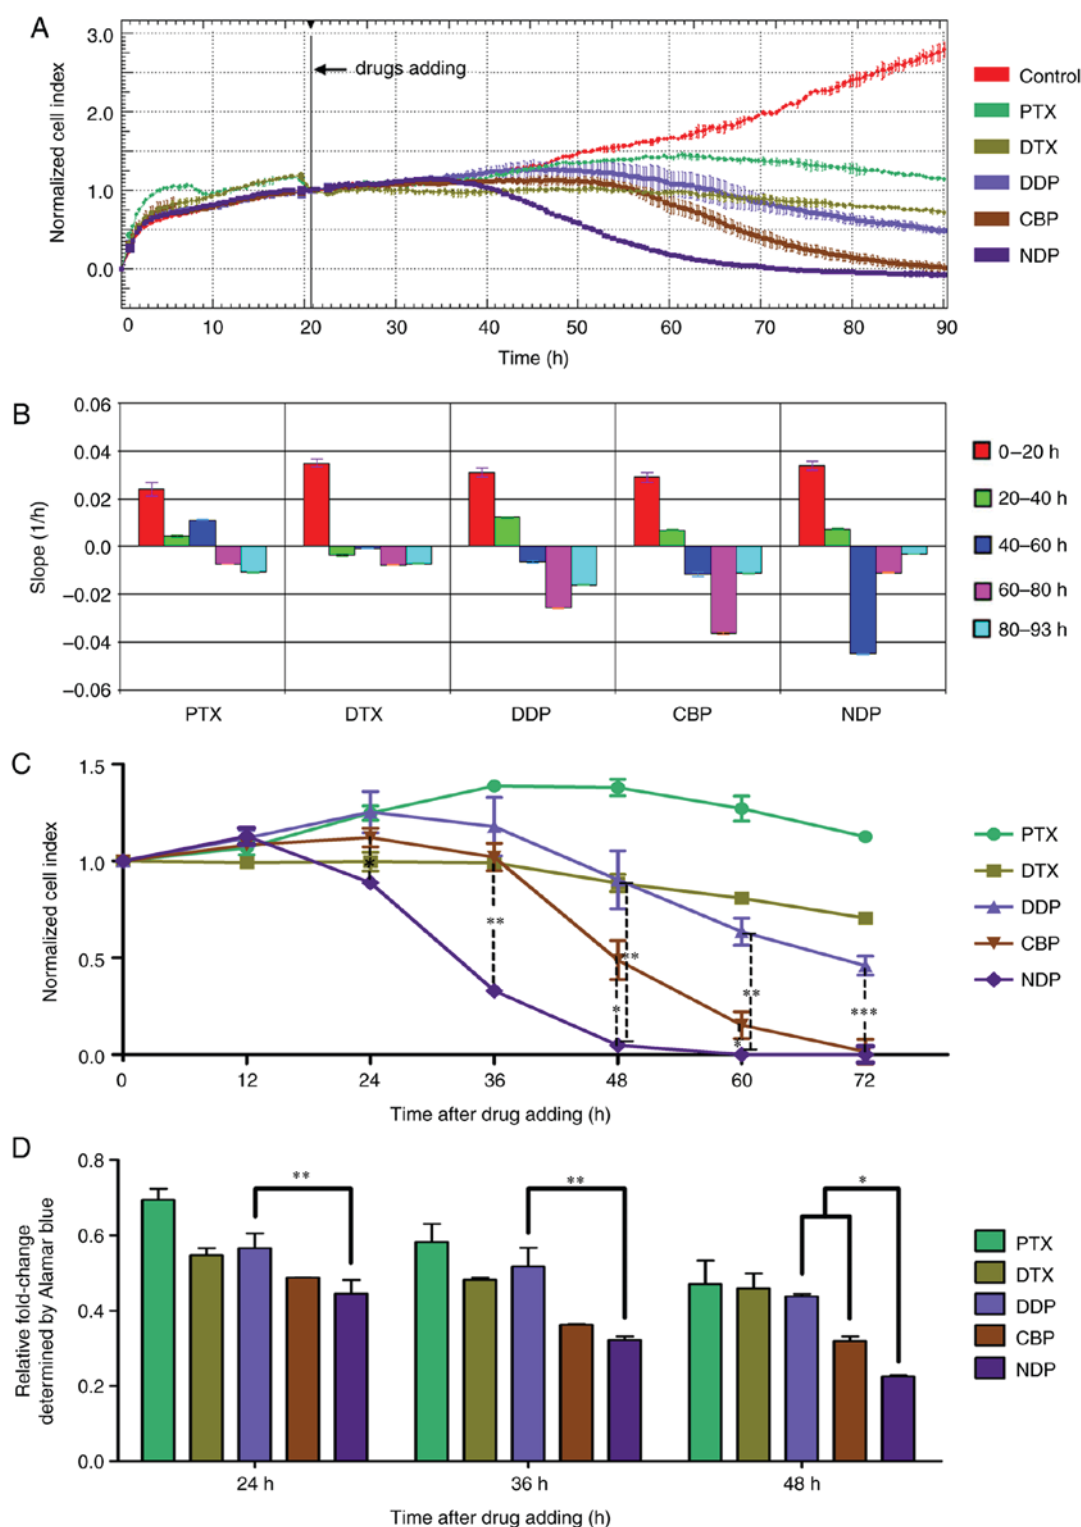 A
Normalized cell index
3.0
2.0
1.0
0.0
drugs adding
0 10 20 30 40 50 60 70 80 90
Time (h)
Control
PTX
DTX
DDP
CBP
NDP
B
Slope (1/h)
0.06
0.04
0.02
0.0
−0.02
−0.04
−0.06
PTX DTX DDP CBP NDP
0–20 h
20–40 h
40–60 h
60–80 h
80–93 h
C
Normalized cell index
1.5
1.0
0.5
0.0
*
**
*
**
*
**
***
0 12 24 36 48 60 72
Time after drug adding (h)
PTX
DTX
DDP
CBP
NDP
D
Relative fold-change
determined by Alamar blue
0.8
0.6
0.4
0.2
0.0
** ** *
24 h 36 h 48 h
Time after drug adding (h)
PTX
DTX
DDP
CBP
NDP